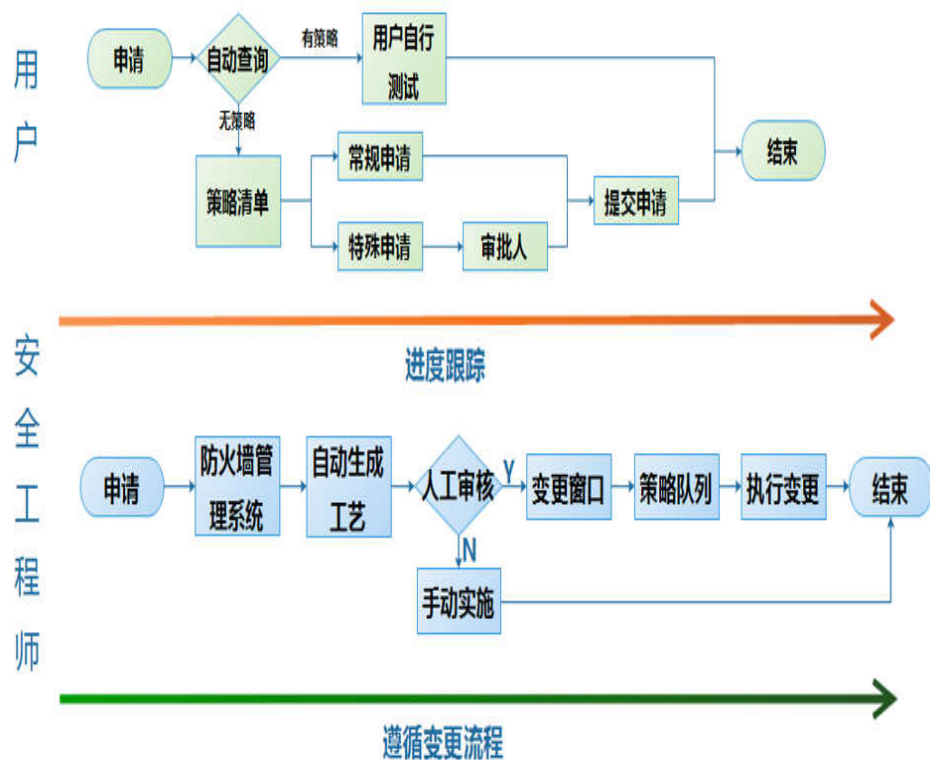 用户
申请
自动查询
有策略
用户自行
测试
无策略
策略清单
常规申请
特殊申请
审批人
提交申请
结束
进度跟踪
安全工程师
申请
防火墙管
理系统
自动生成
工艺
人工审核
Y
变更窗口
策略队列
执行变更
结束
N
手动实施
遵循变更流程